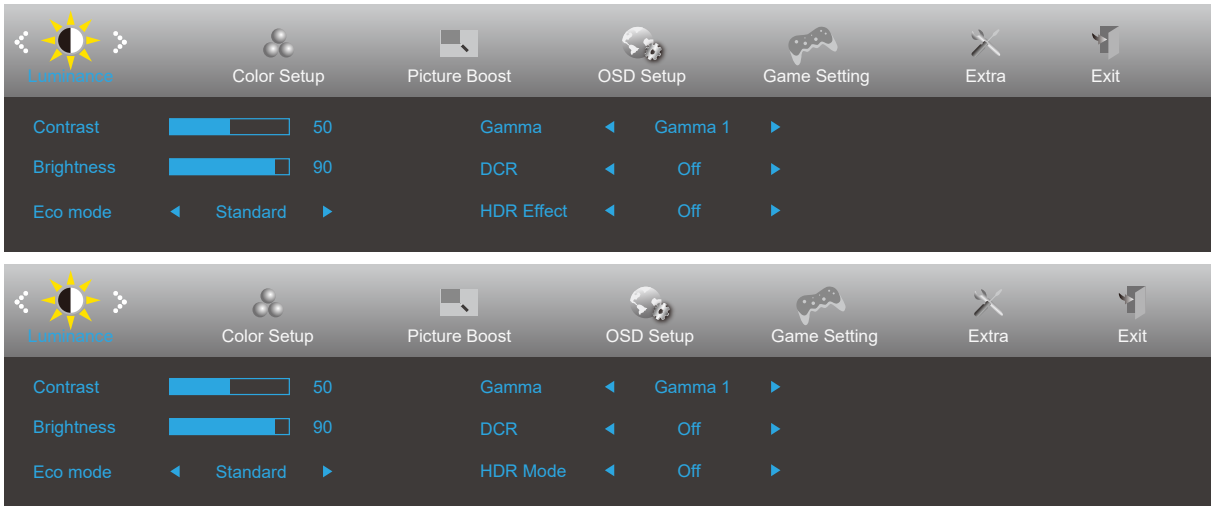 Luminance Color Setup Picture Boost OSD Setup Game Setting Extra Exit
Contrast 50 Gamma Gamma 1
Brightness 90 DCR Off
Eco mode Standard HDR Effect Off
Luminance Color Setup Picture Boost OSD Setup Game Setting Extra Exit
Contrast 50 Gamma Gamma 1
Brightness 90 DCR Off
Eco mode Standard HDR Mode Off